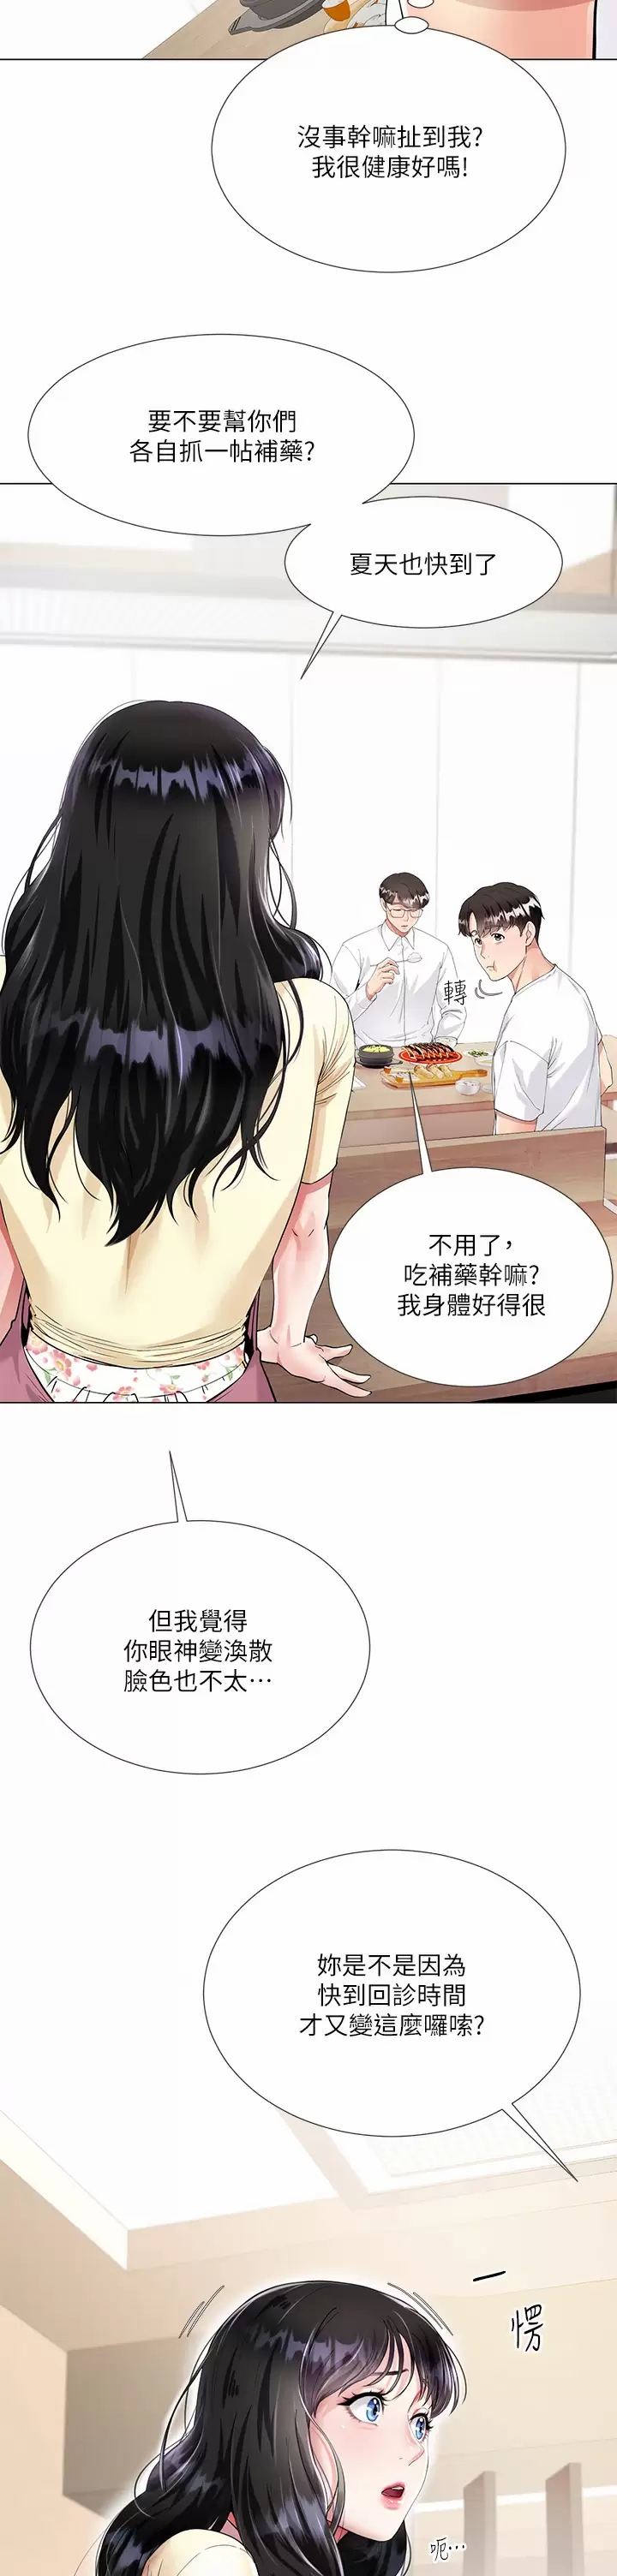 沒事幹嘛扯到我?
我很健康好嗎!
要不要幫你們
各自抓一帖補藥?
夏天也快到了
轉
不用了，
吃補藥幹嘛?
我身體好得很
但我覺得
你眼神變渙散
臉色也不太…
妳是不是因為
快到回診時間
才又變這麼囉嗦?
愣
呃…